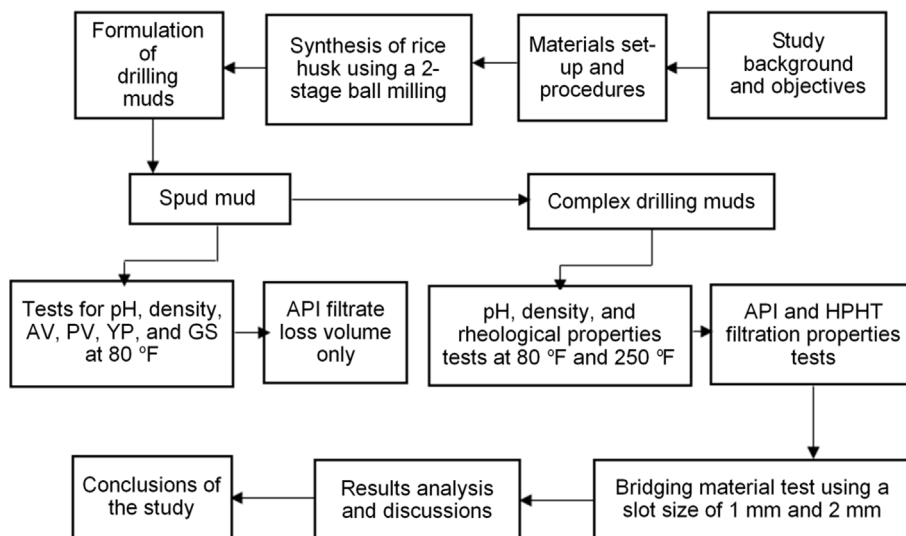 Formulation
of
drilling
muds
Synthesis of rice
husk using a 2-
stage ball milling
Materials set-
up and
procedures
Study
background
and objectives
Spud mud
Complex drilling muds
Tests for pH, density,
AV, PV, YP, and GS
at 80 ºF
API filtrate
loss volume
only
pH, density, and
rheological properties
tests at 80 ºF and 250 ºF
API and HPHT
filtration properties
tests
Conclusions of
the study
Results analysis
and discussions
Bridging material test using a
slot size of 1 mm and 2 mm